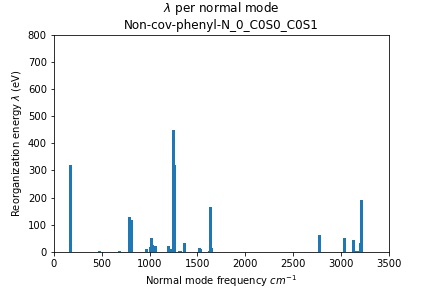 λ per normal mode
Non-cov-phenyl-N_0_C0S0_C0S1
Reorganization energy λ (eV)
800
700
600
500
400
300
200
100
0
0 500 1000 1500 2000 2500 3000 3500
Normal mode frequency cm⁻¹